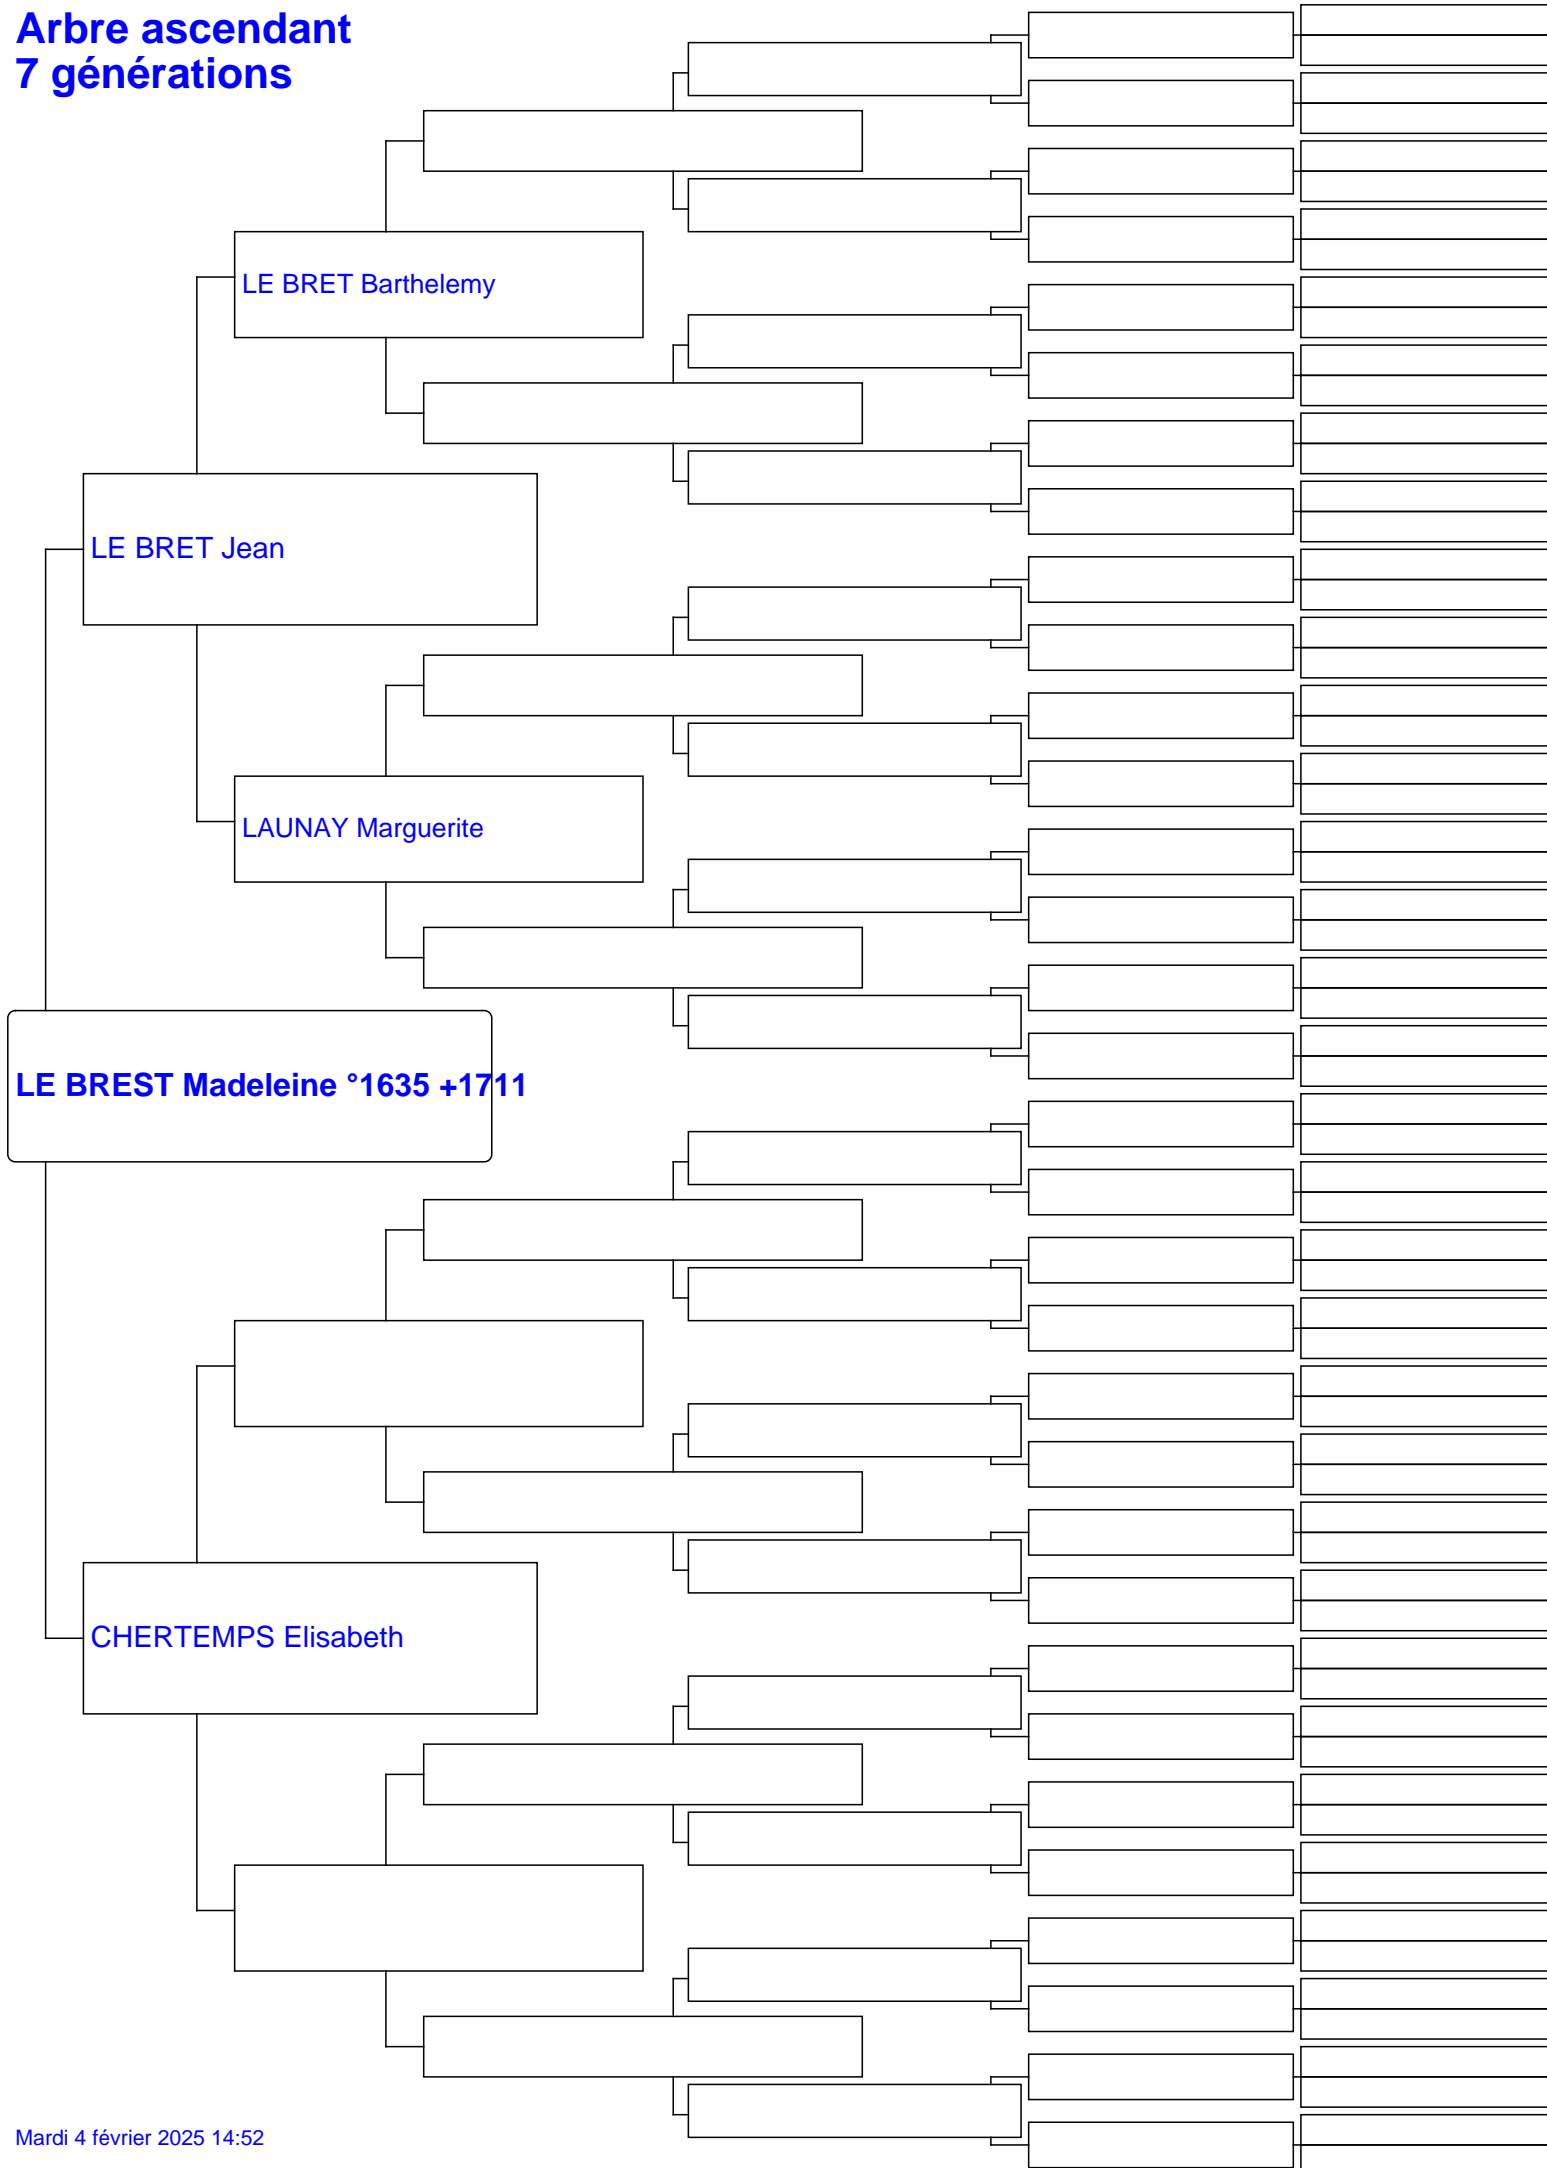 Arbre ascendant
7 générations
LE BRET Barthelemy
LE BRET Jean
LAUNAY Marguerite
LE BREST Madeleine °1635 +1711
CHERTEMPS Elisabeth
Mardi 4 février 2025 14:52